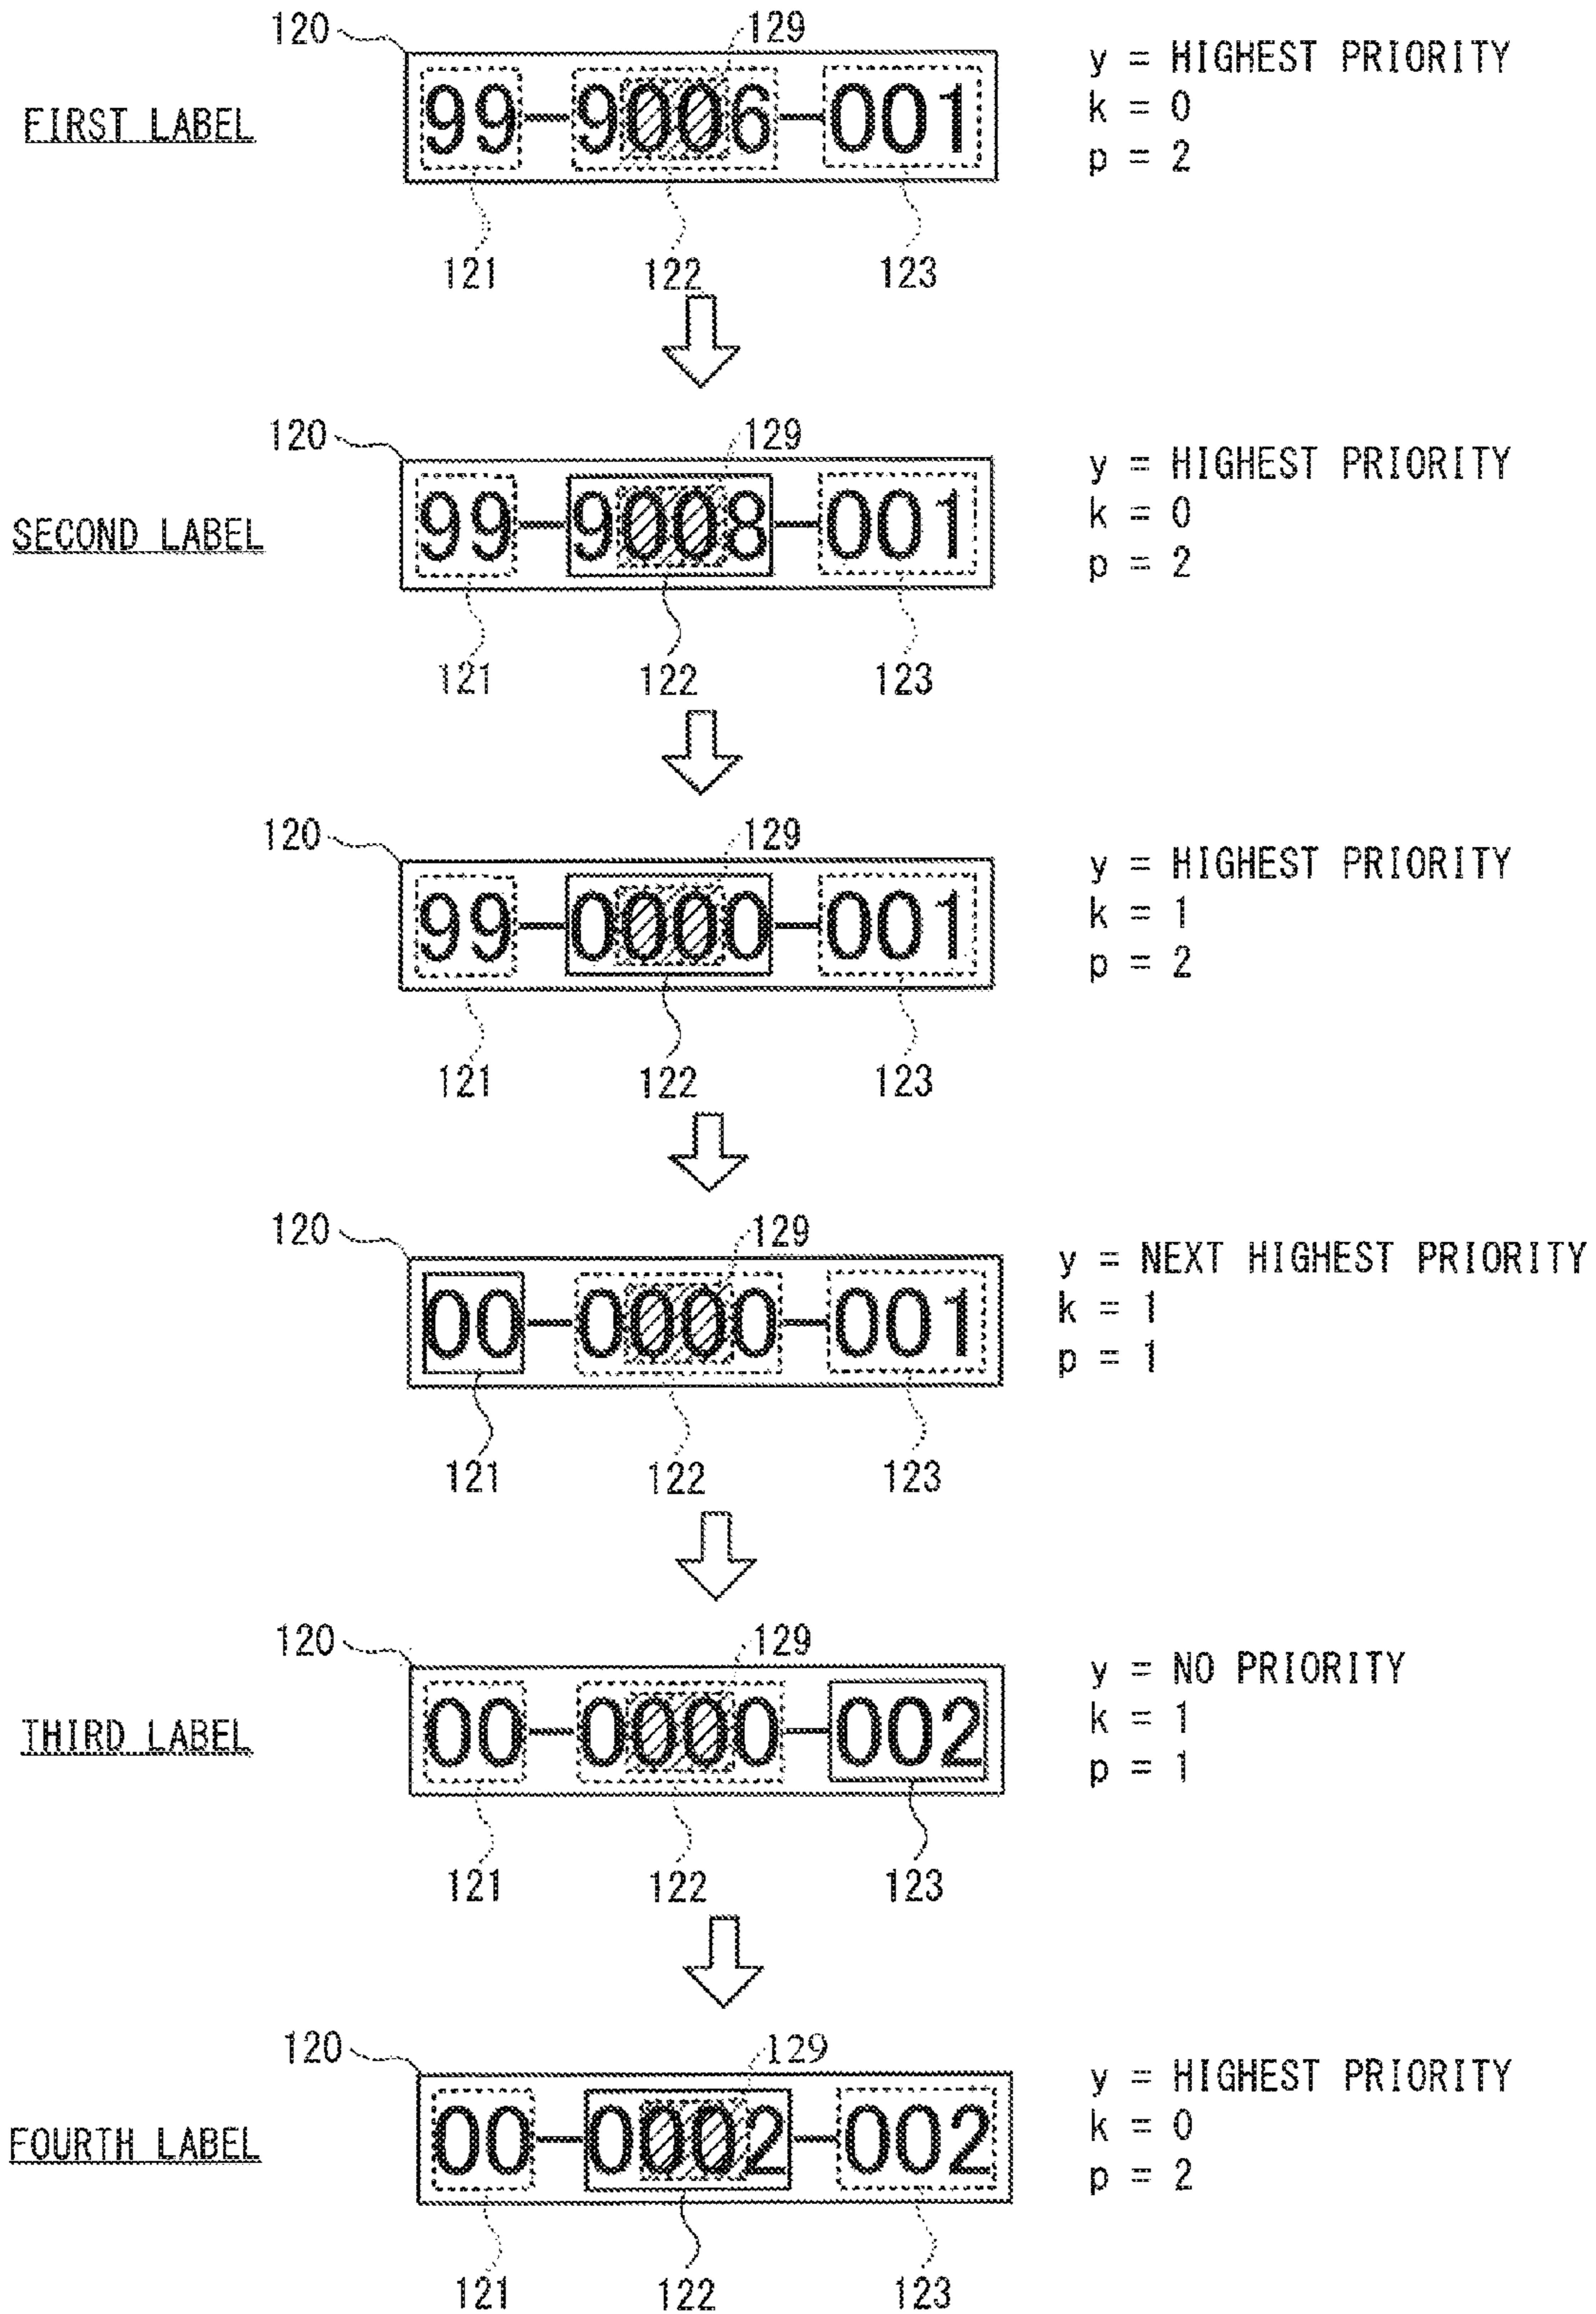 120
129
FIRST LABEL
99-9006-001
y = HIGHEST PRIORITY
k = 0
p = 2
121
122
123
120
129
SECOND LABEL
99-9008-001
y = HIGHEST PRIORITY
k = 0
p = 2
121
122
123
120
129
99-0000-001
y = HIGHEST PRIORITY
k = 1
p = 2
121
122
123
120
129
00-0000-001
y = NEXT HIGHEST PRIORITY
k = 1
p = 1
121
122
123
120
129
THIRD LABEL
00-0000-002
y = NO PRIORITY
k = 1
p = 1
121
122
123
120
129
FOURTH LABEL
00-0002-002
y = HIGHEST PRIORITY
k = 0
p = 2
121
122
123